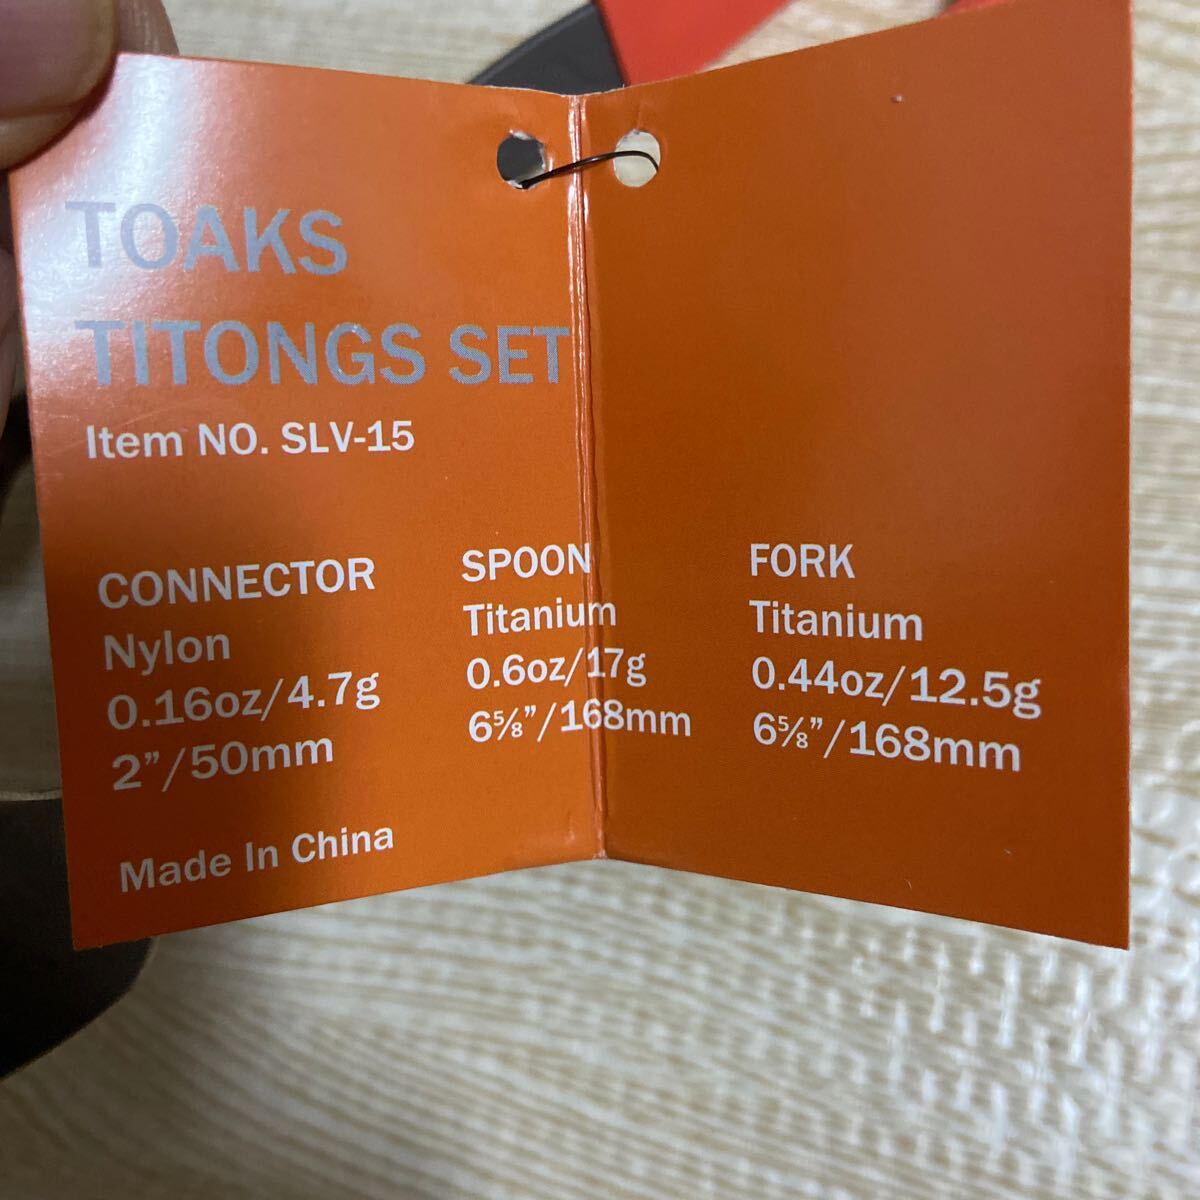 TOAKS
TITONGS SET
Item NO. SLV-15
CONNECTOR
Nylon
0.16oz/4.7g
2”/50mm
SPOON
Titanium
0.6oz/17g
6⅝”/168mm
FORK
Titanium
0.44oz/12.5g
6⅝”/168mm
Made In China